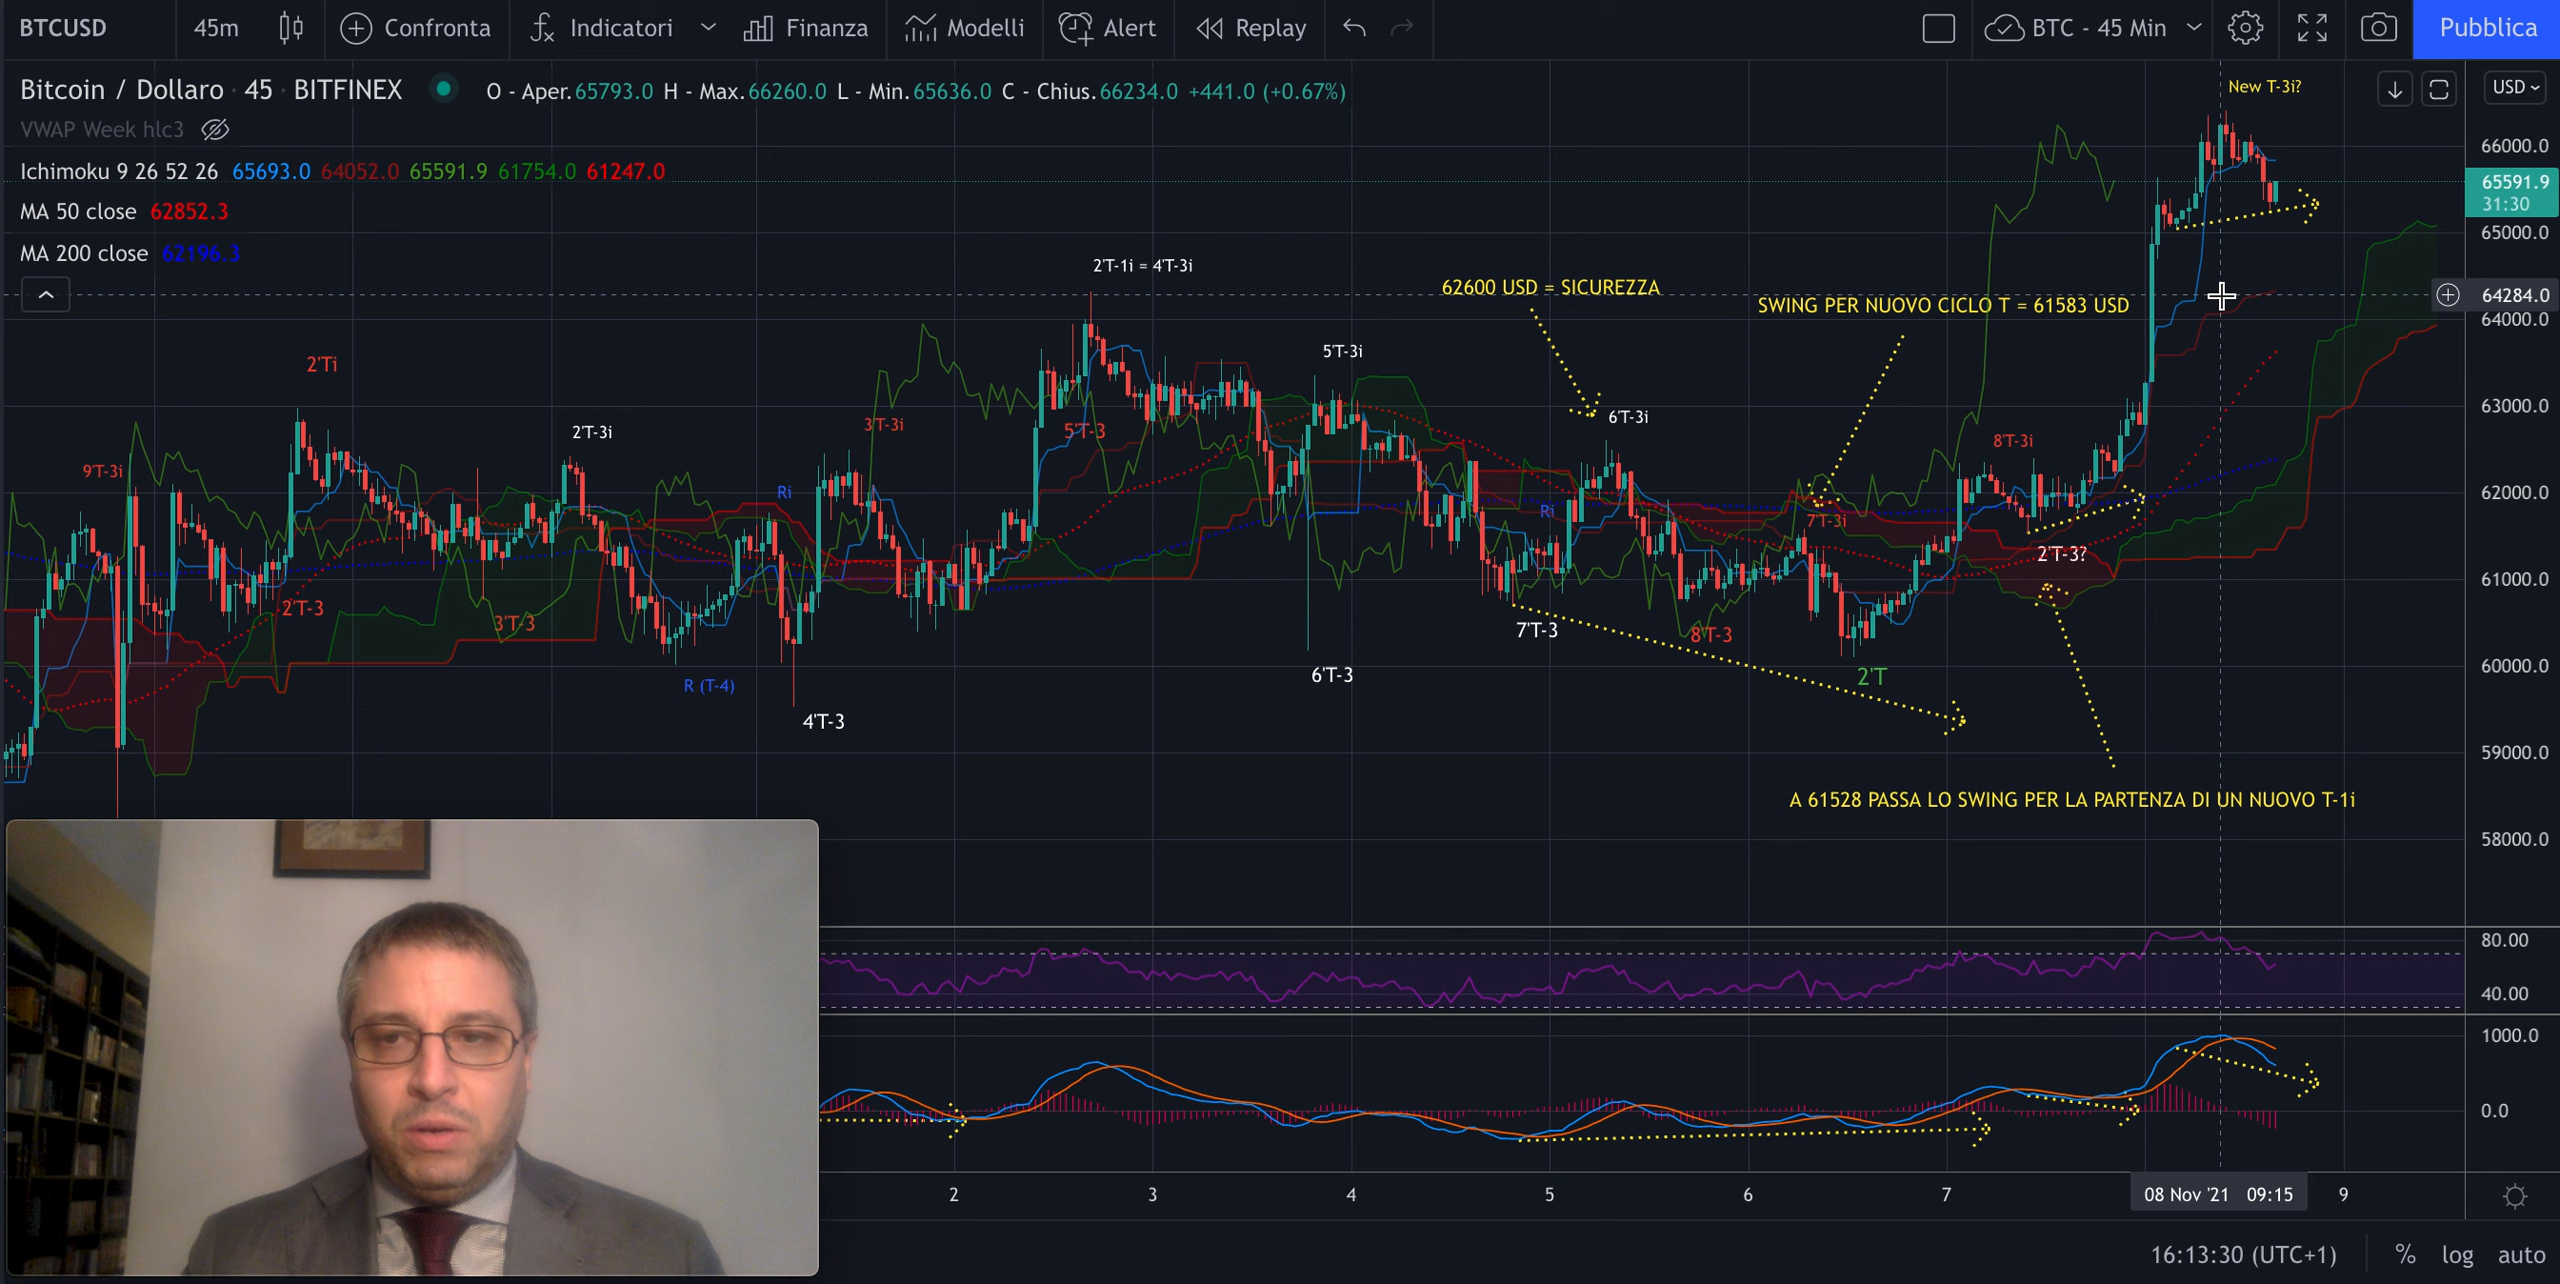 BTCUSD 45m Confronta Indicatori Finanza Modelli Alert Replay BTC - 45 Min Pubblica
Bitcoin / Dollaro · 45 · BITFINEX O - Aper.65793.0 H - Max.66260.0 L - Min.65636.0 C - Chius.66234.0 +441.0 (+0.67%)
New T-3i?
USD
VWAP Week hlc3
Ichimoku 9 26 52 26 65693.0 64052.0 65591.9 61754.0 61247.0
MA 50 close 62852.3
MA 200 close 62196.3
66000.0
65591.9
31:30
65000.0
64284.0
64000.0
63000.0
62000.0
61000.0
60000.0
59000.0
58000.0
2'T-1i = 4'T-3i
62600 USD = SICUREZZA
SWING PER NUOVO CICLO T = 61583 USD
2'Ti
5'T-3i
6'T-3i
3'T-3i
5'T-3
2'T-3i
8'T-3i
9'T-3i
Ri
Ri
7'T-3i
2'T-3?
2'T-3
3'T-3
7'T-3
8'T-3
6'T-3
2'T
R (T-4)
4'T-3
A 61528 PASSA LO SWING PER LA PARTENZA DI UN NUOVO T-1i
80.00
40.00
1000.0
0.0
2 3 4 5 6 7 08 Nov '21 09:15 9
16:13:30 (UTC+1) % log auto